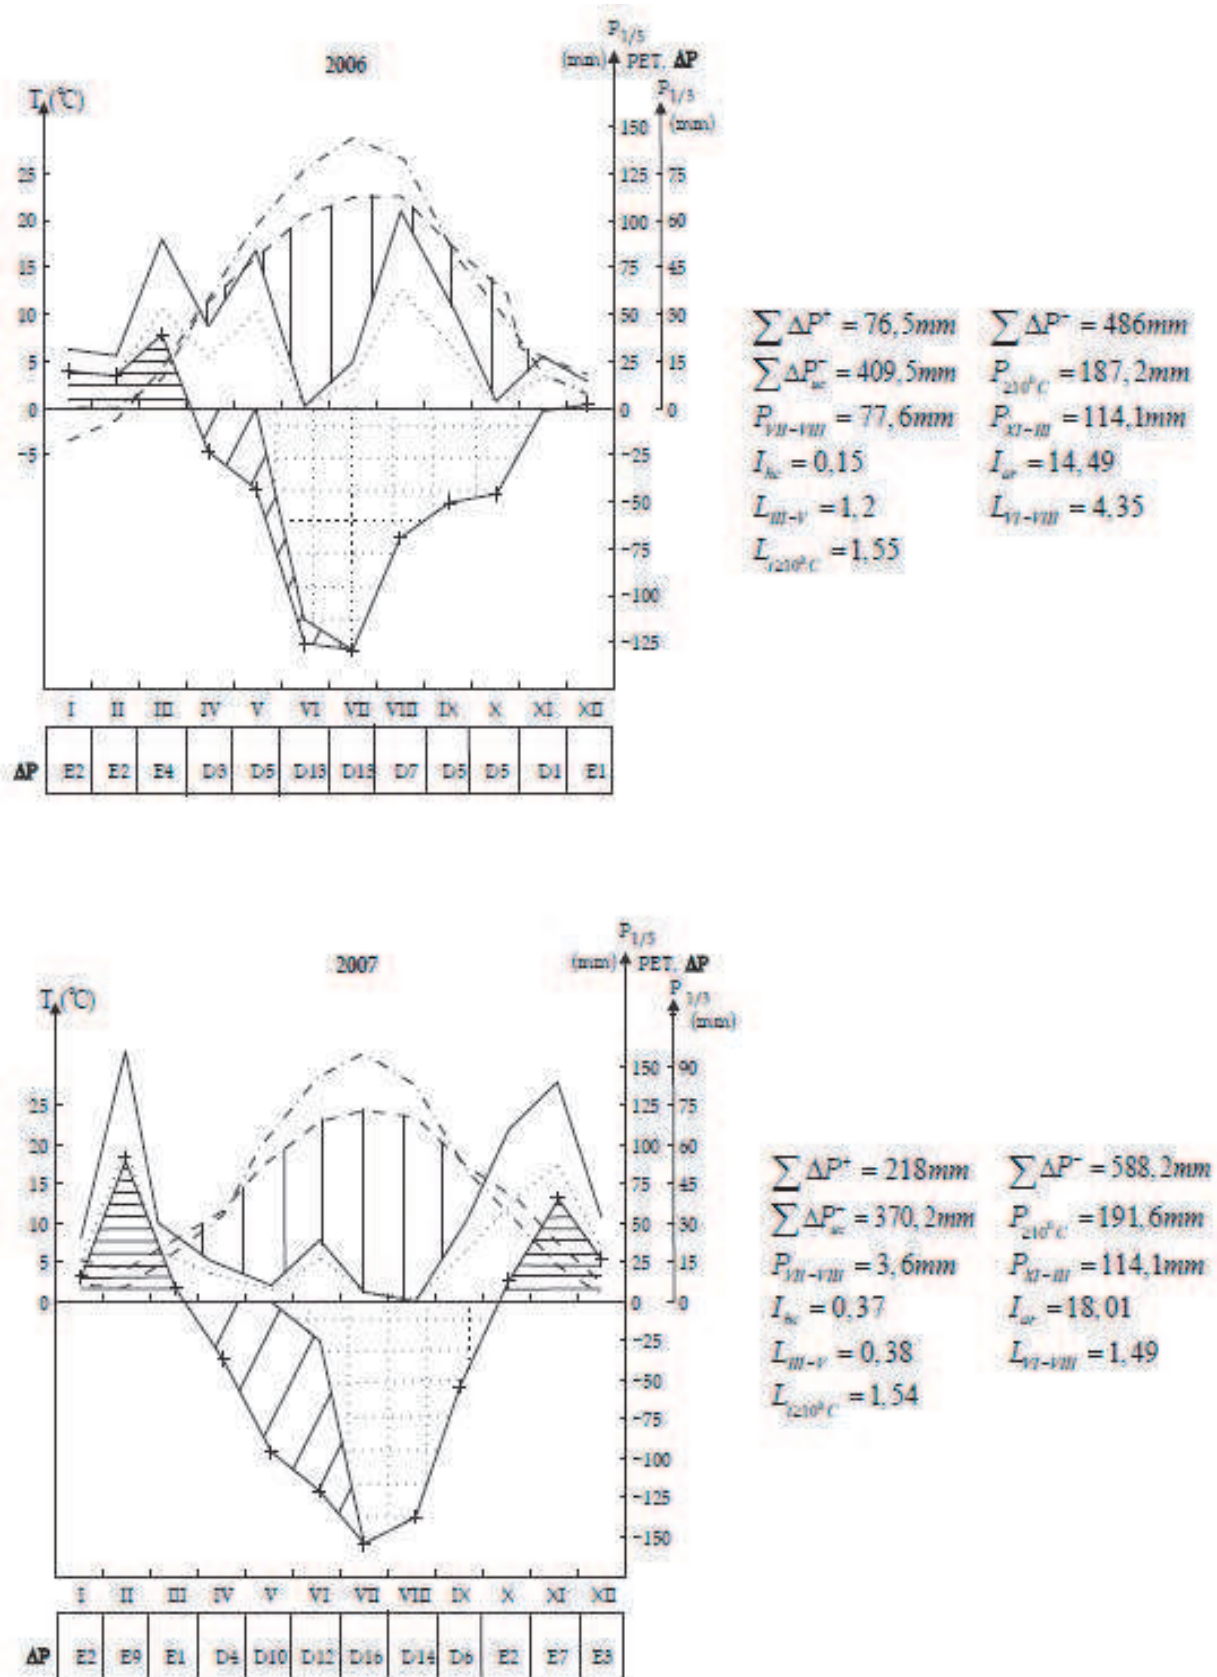 2006
P1/5
(mm) PET, ΔP
T (°C)
P1/3
(mm)
150
25 125 75
20 100 60
15 75 45
10 50 30
5 25 15
0 0 0
-5 -25
-50
-75
-100
-125
I II III IV V VI VII VIII IX X XI XII
ΔP E2 E2 E4 D3 D5 D13 D13 D7 D5 D5 D1 E1
∑ΔP⁺ = 76,5mm ∑ΔP⁻ = 486mm
∑ΔP⁻uc = 409,5mm P≥10°C = 187,2mm
PVII-VIII = 77,6mm PXI-III = 114,1mm
Ihc = 0,15 Iar = 14,49
LIII-V = 1,2 LVI-VIII = 4,35
Lt≥10°C = 1,55
2007
P1/5
(mm) PET, ΔP
T (°C)
P1/3
(mm)
150 90
25 125 75
20 100 60
15 75 45
10 50 30
5 25 15
0 0 0
-25
-50
-75
-100
-125
-150
I II III IV V VI VII VIII IX X XI XII
ΔP E2 E9 E1 D4 D10 D12 D16 D14 D6 E2 E7 E3
∑ΔP⁺ = 218mm ∑ΔP⁻ = 588,2mm
∑ΔP⁻uc = 370,2mm P≥10°C = 191,6mm
PVII-VIII = 3,6mm PXI-III = 114,1mm
Ihc = 0,37 Iar = 18,01
LIII-V = 0,38 LVI-VIII = 1,49
Lt≥10°C = 1,54